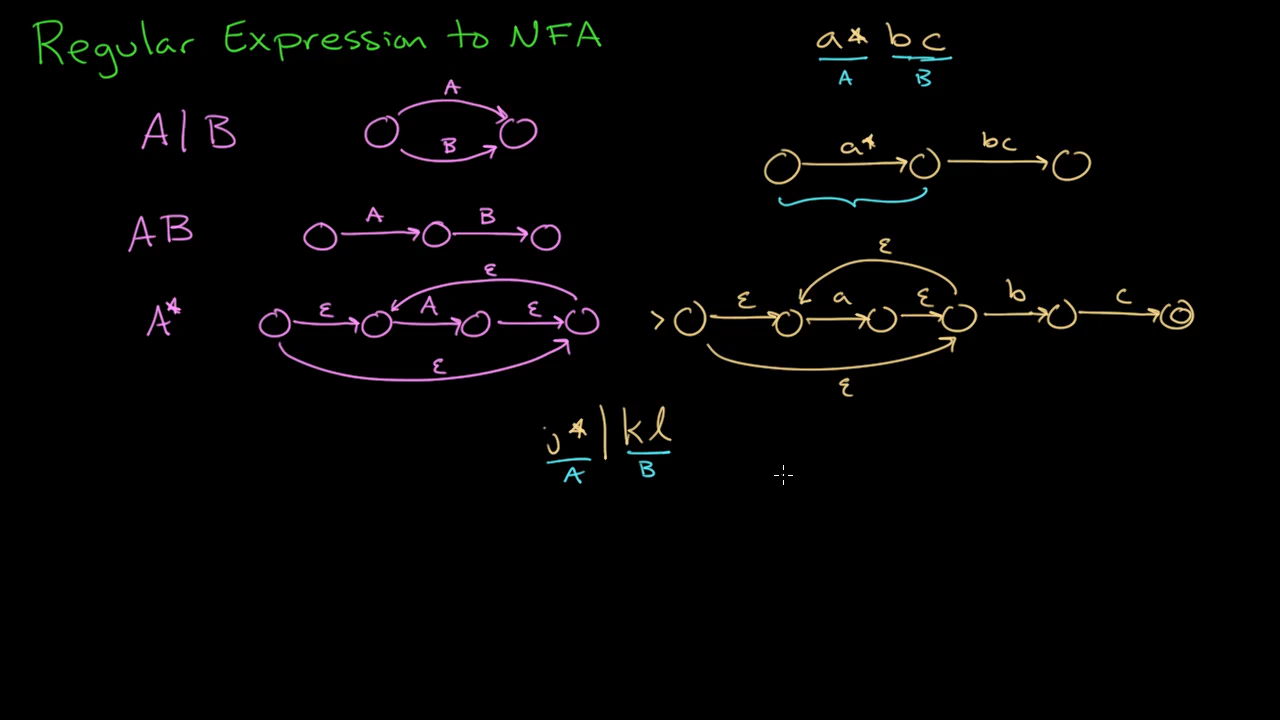 Regular Expression to NFA
a* bc
A B
A|B
A
B
a* bc
AB
A B
A*
ε
ε A ε
ε
ε
> ε a ε b c
ε
j*|kl
A B